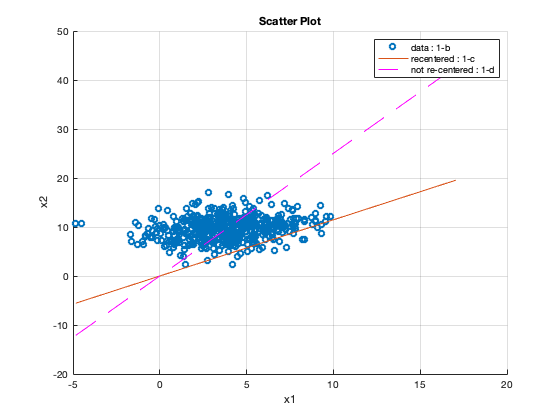 Scatter Plot
data : 1-b
recentered : 1-c
not re-centered : 1-d
x2
50
40
30
20
10
0
-10
-20
-5
0
5
10
15
20
x1